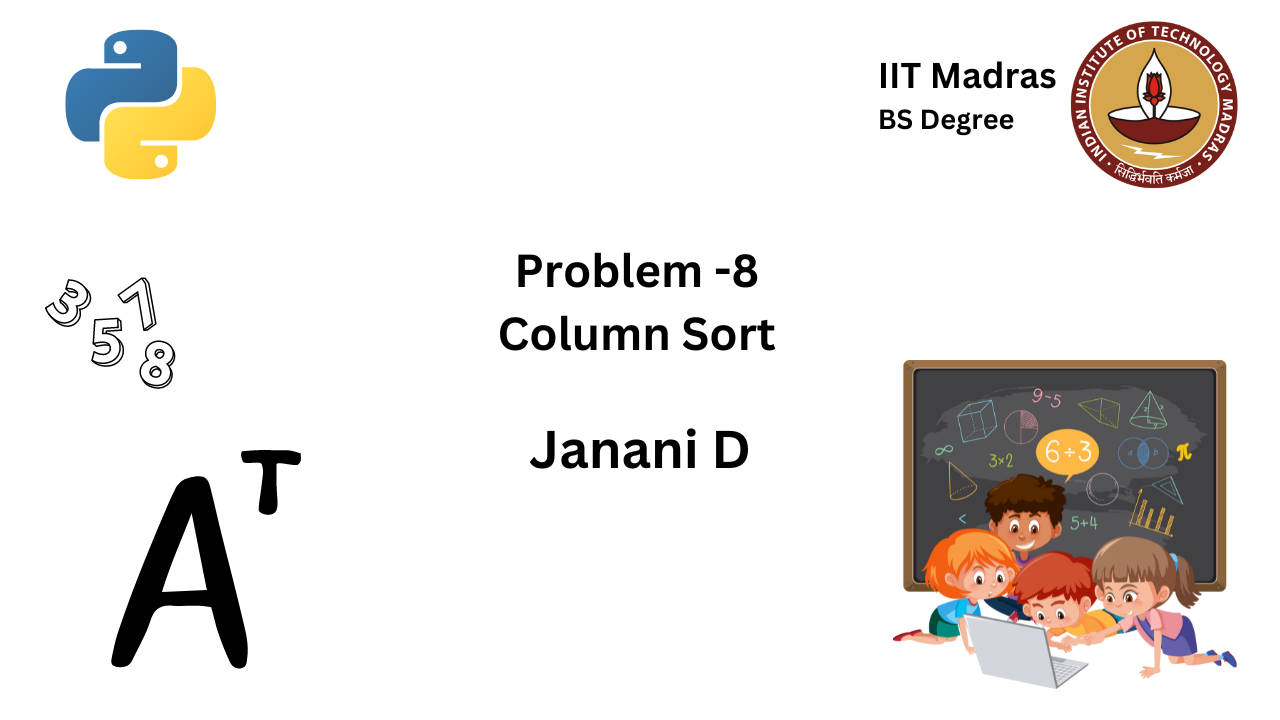 IIT Madras
BS Degree
INDIAN INSTITUTE OF TECHNOLOGY MADRAS
सिद्धिर्भवति कर्मजा
Problem -8
Column Sort
Janani D
3 7
5
8
A^T
9-5
6÷3
3×2
π
∞
a b
<
5+4